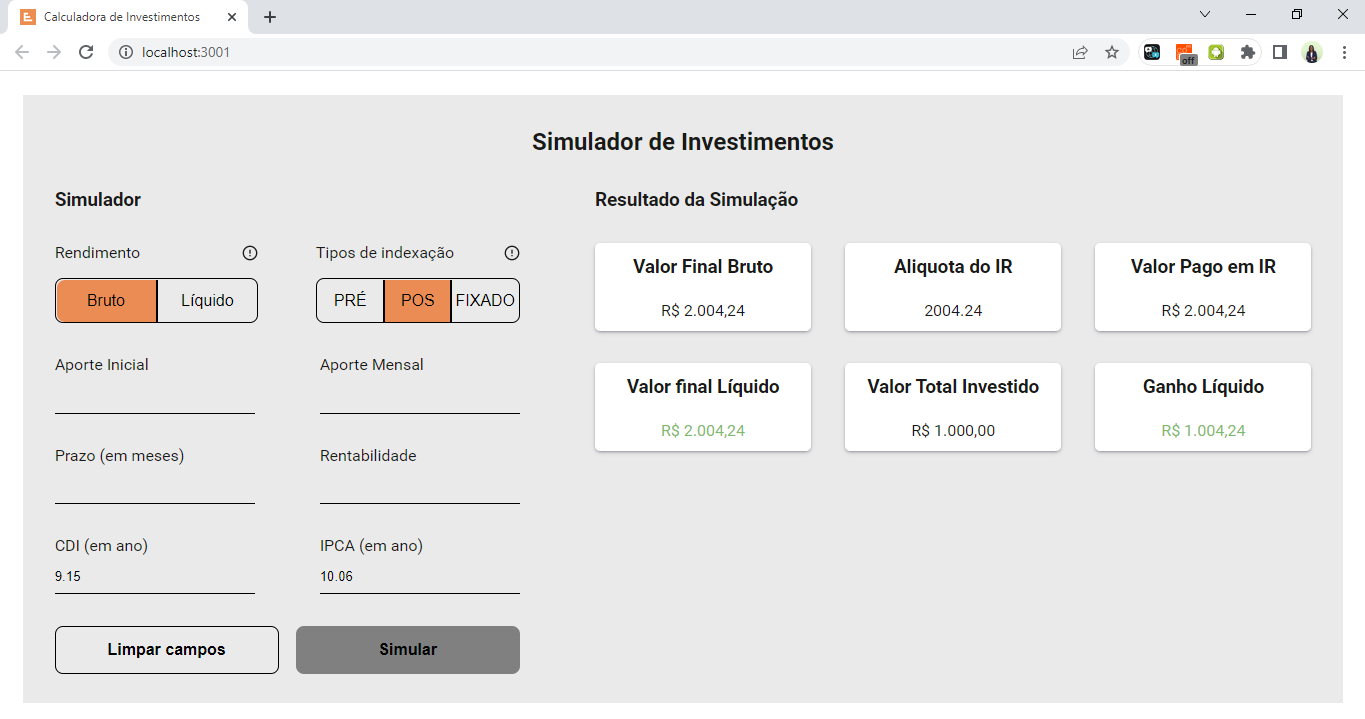 Calculadora de Investimentos
localhost:3001
off
Simulador de Investimentos
Simulador
Rendimento
Tipos de indexação
Bruto
Líquido
PRÉ
POS
FIXADO
Aporte Inicial
Aporte Mensal
Prazo (em meses)
Rentabilidade
CDI (em ano)
9.15
IPCA (em ano)
10.06
Limpar campos
Simular
Resultado da Simulação
Valor Final Bruto
R$ 2.004,24
Aliquota do IR
2004.24
Valor Pago em IR
R$ 2.004,24
Valor final Líquido
R$ 2.004,24
Valor Total Investido
R$ 1.000,00
Ganho Líquido
R$ 1.004,24